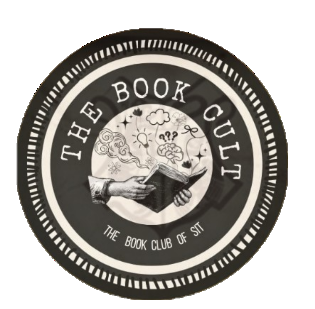 THE BOOK CULT
???
THE BOOK CLUB OF SIT